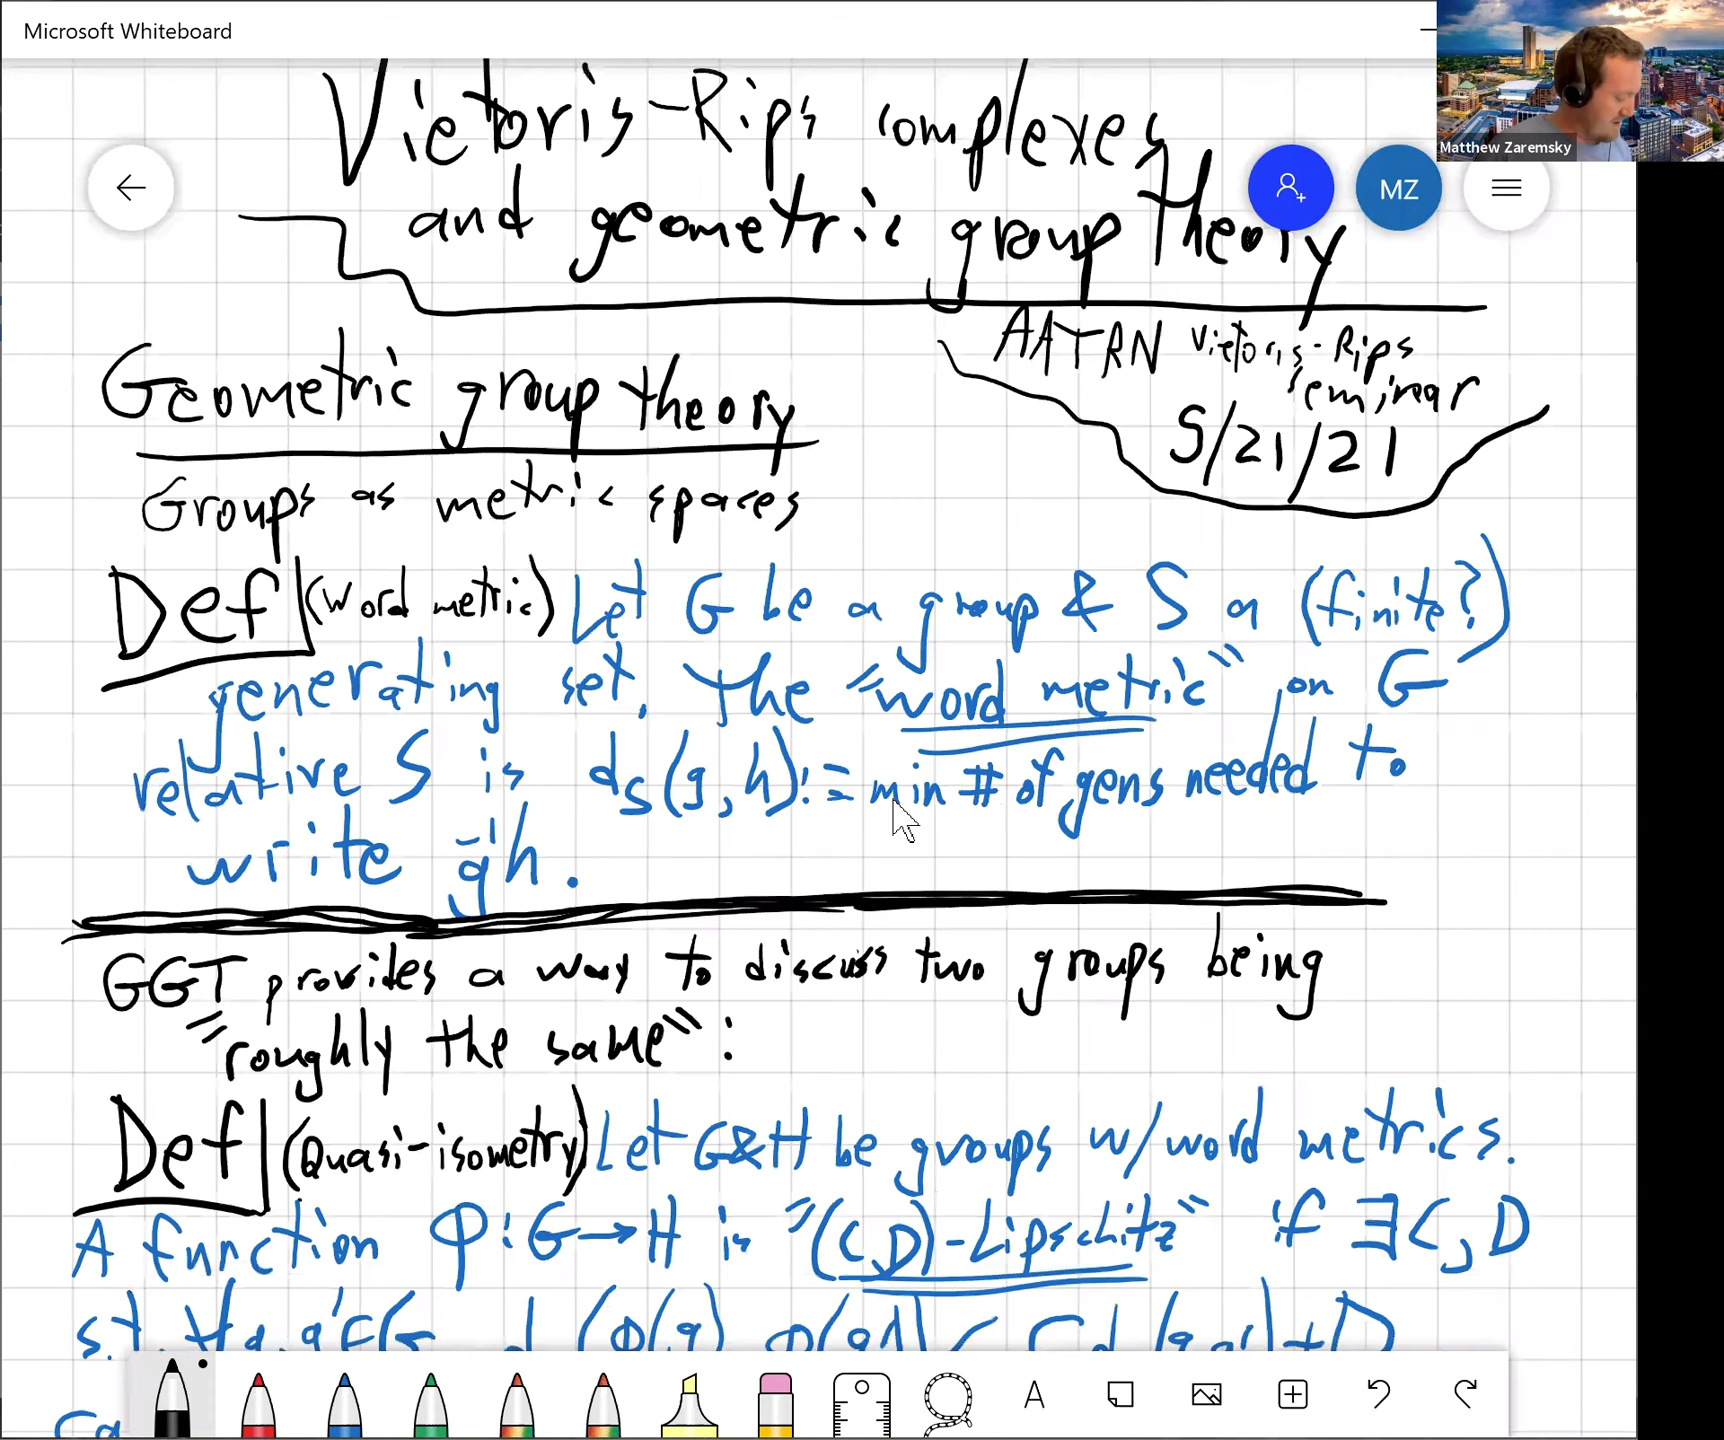 Microsoft Whiteboard
Matthew Zaremsky
MZ
Vietoris-Rips complexes
and geometric group theory
AATRN Vietoris-Rips
seminar
5/21/21
Geometric group theory
Groups as metric spaces
Def (word metric) Let G be a group & S a (finite?)
generating set. The "word metric" on G
relative S is d_S(g,h) := min # of gens needed to
write g⁻¹h.
GGT provides a way to discuss two groups being
"roughly the same":
Def (Quasi-isometry) Let G&H be groups w/word metrics.
A function φ:G→H is "(C,D)-Lipschitz" if ∃C,D
s.t. ∀g,g'∈G
A